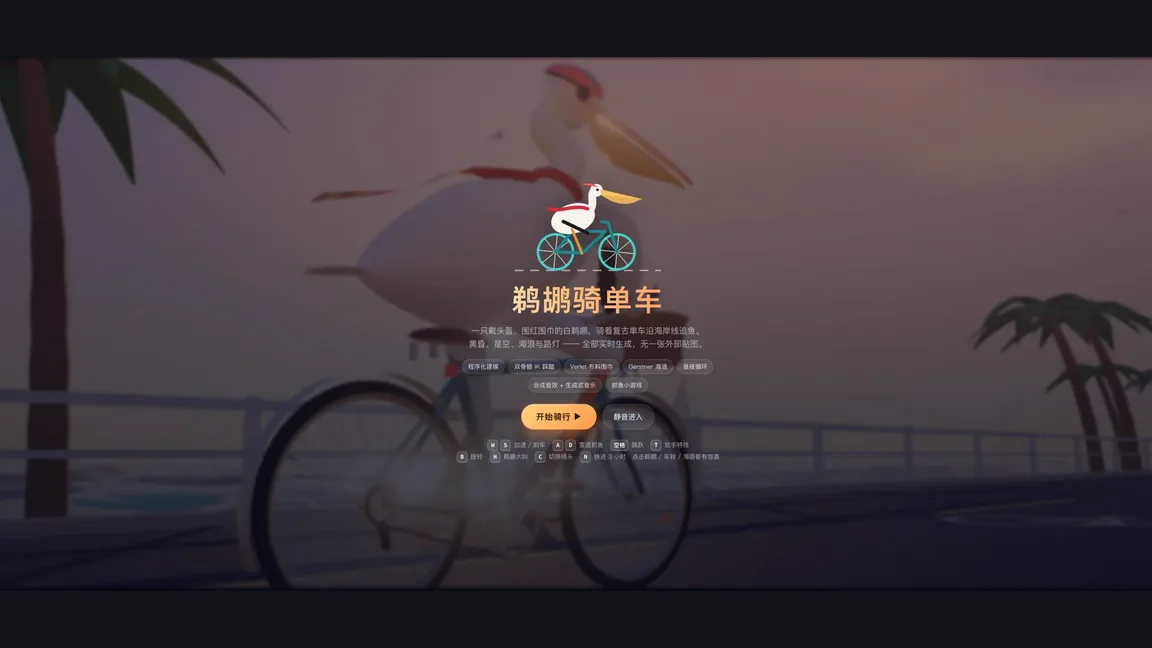 鹈鹕骑单车
一只戴头盔、围红围巾的白鹈鹕，骑着复古单车沿海岸线追鱼。
黄昏、星空、海浪与路灯 —— 全部实时生成，无一张外部贴图。
程序化建模 双骨骼 IK 踩踏 Verlet 布料围巾 Gerstner 海浪 昼夜循环
合成音效 + 生成式音乐 抓鱼小游戏
开始骑行 ▶ 静音进入
W S 加速 / 刹车 A D 变道抓鱼 空格 跳跃 T 放手特技
B 按铃 H 鹈鹕大叫 C 切换镜头 N 快进 3 小时 点击鹈鹕 / 车铃 / 海面都有惊喜